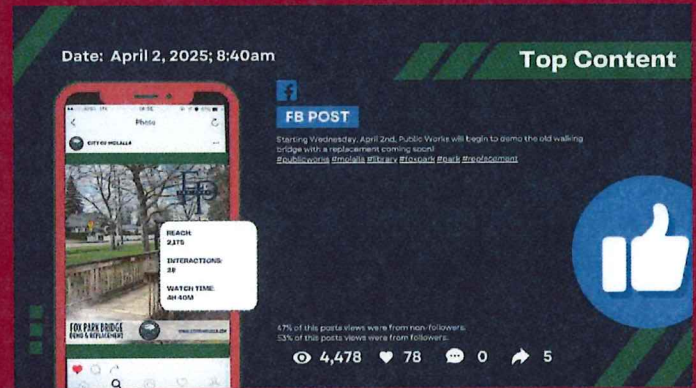 Date: April 2, 2025; 8:40am
Top Content
Photo
CITY OF MOLALLA
FP
REACH:
2,175
INTERACTIONS:
WATCH TIME:
4H 40M
FOX PARK BRIDGE
DEMO & REPLACEMENT
FB POST
Starting Wednesday, April 2nd, Public Works will begin to demo the old walking
bridge with a replacement coming soon!
#publicworks #molalla #library #foxpark #park #replacement
47% of this posts views were from non-followers.
53% of this posts views were from followers.
4,478 78 0 5